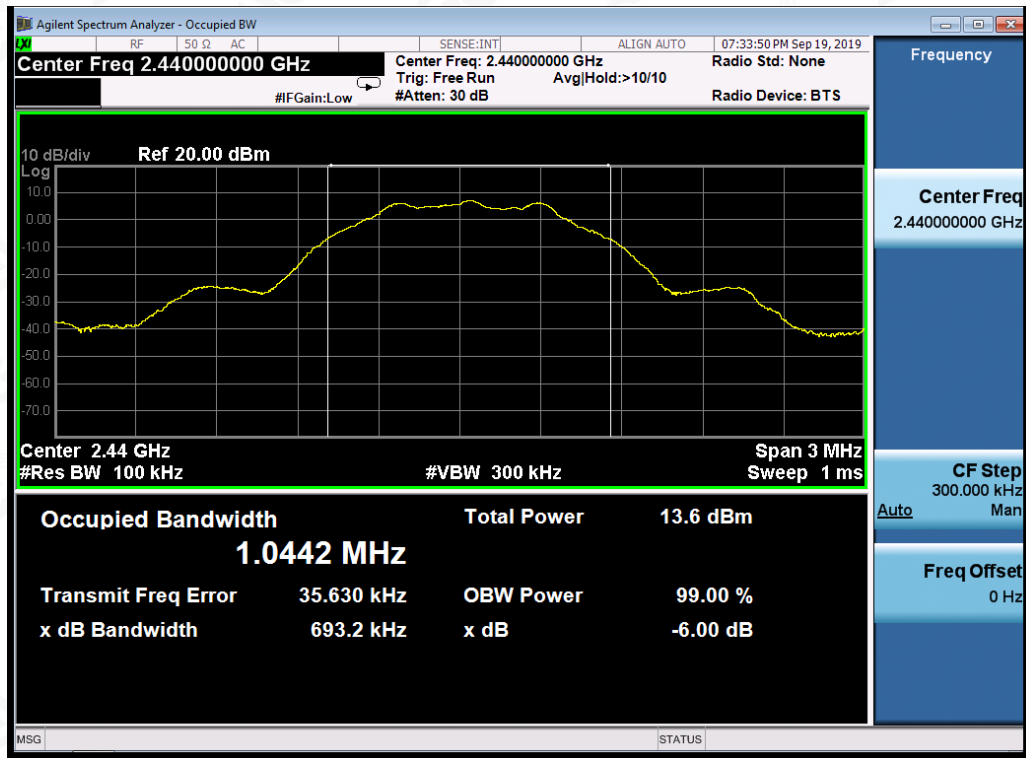 Agilent Spectrum Analyzer - Occupied BW
LXI RF 50 Ω AC SENSE:INT ALIGN AUTO 07:33:50 PM Sep 19, 2019
Center Freq 2.440000000 GHz
Center Freq: 2.440000000 GHz Radio Std: None
Trig: Free Run Avg|Hold:>10/10
#IFGain:Low #Atten: 30 dB Radio Device: BTS
Frequency
10 dB/div Ref 20.00 dBm
Log
10.0
0.00
-10.0
-20.0
-30.0
-40.0
-50.0
-60.0
-70.0
Center 2.44 GHz Span 3 MHz
#Res BW 100 kHz #VBW 300 kHz Sweep 1 ms
Occupied Bandwidth Total Power 13.6 dBm
1.0442 MHz
Transmit Freq Error 35.630 kHz OBW Power 99.00 %
x dB Bandwidth 693.2 kHz x dB -6.00 dB
Center Freq
2.440000000 GHz
CF Step
300.000 kHz
Auto Man
Freq Offset
0 Hz
MSG STATUS